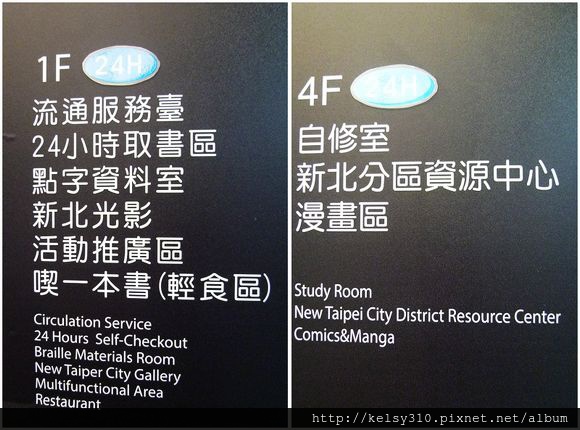 1F 24H
流通服務臺
24小時取書區
點字資料室
新北光影
活動推廣區
喫一本書(輕食區)
Circulation Service
24 Hours Self-Checkout
Braille Materials Room
New Taiper City Gallery
Multifunctional Area
Restaurant
4F 24H
自修室
新北分區資源中心
漫畫區
Study Room
New Taipei City District Resource Center
Comics&Manga
http://kelsy310.pixnet.net/album